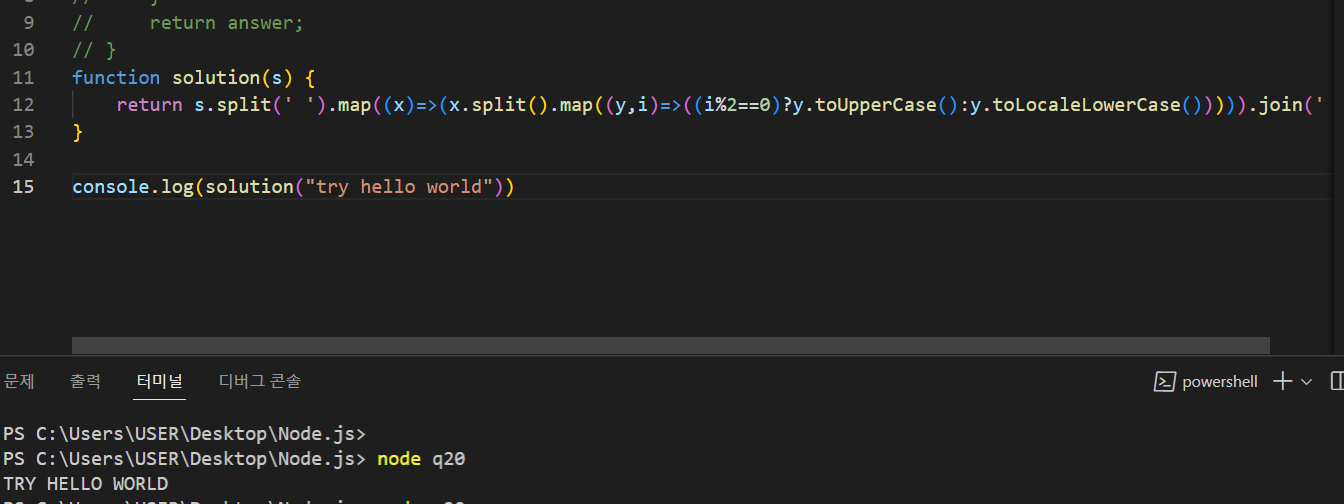 9 //     return answer;
10 // }
11 function solution(s) {
12     return s.split(' ').map((x)=>(x.split().map((y,i)=>((i%2==0)?y.toUpperCase():y.toLocaleLowerCase())))).join('
13 }
14
15 console.log(solution("try hello world"))
문제 출력 터미널 디버그 콘솔 powershell
PS C:\Users\USER\Desktop\Node.js>
PS C:\Users\USER\Desktop\Node.js> node q20
TRY HELLO WORLD